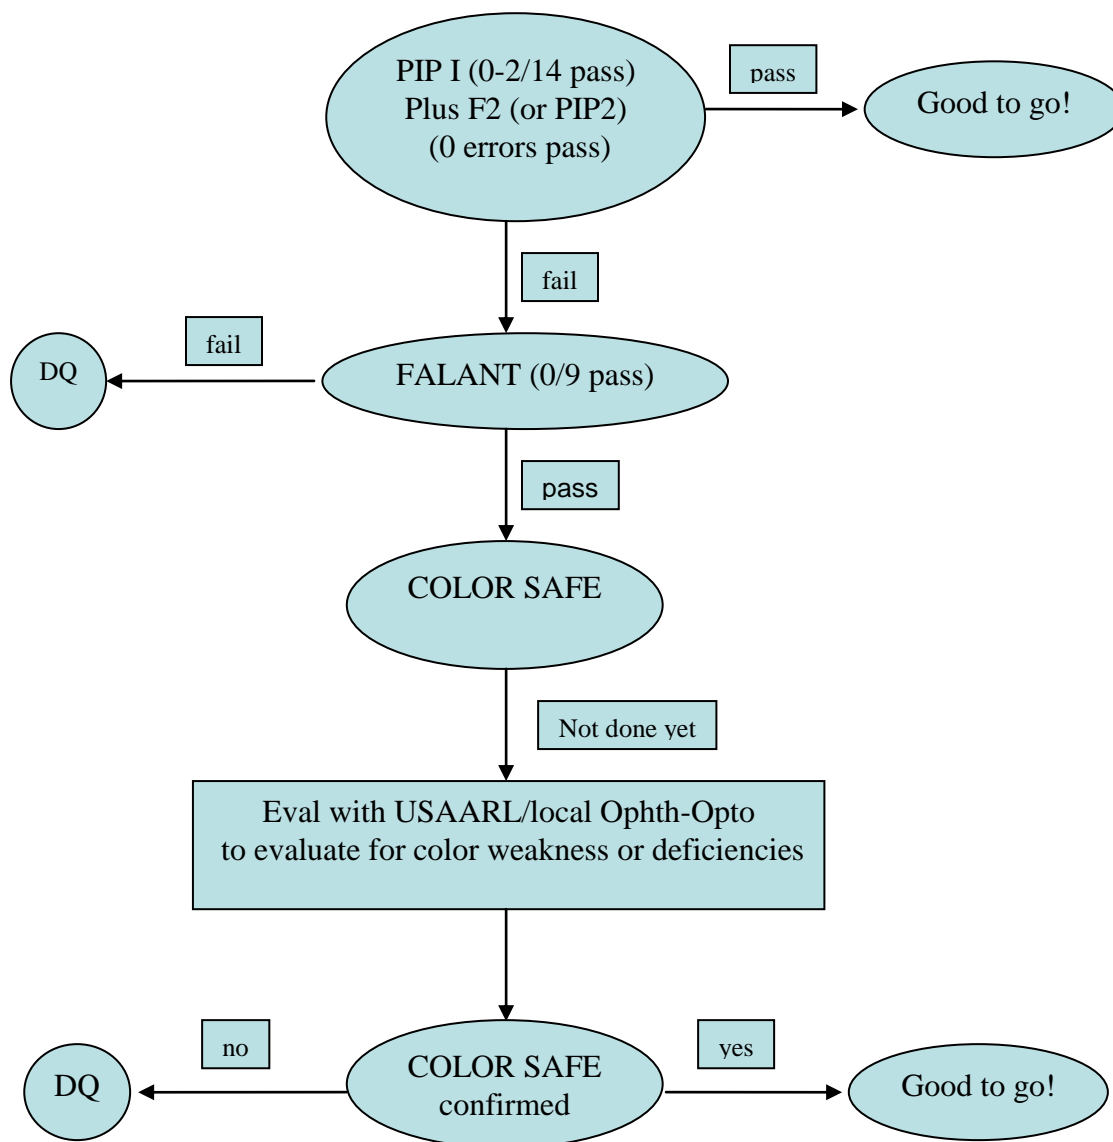 PIP I (0-2/14 pass)
Plus F2 (or PIP2)
(0 errors pass)
pass
Good to go!
fail
DQ
fail
FALANT (0/9 pass)
pass
COLOR SAFE
Not done yet
Eval with USAARL/local Ophth-Opto
to evaluate for color weakness or deficiencies
DQ
no
COLOR SAFE
confirmed
yes
Good to go!